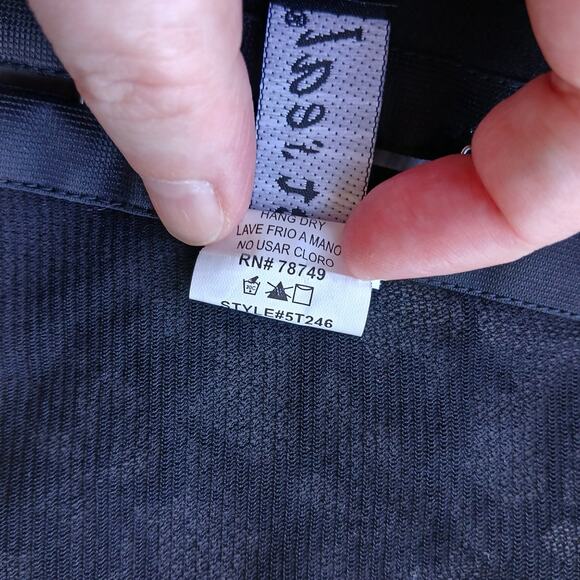 HANG DRY
LAVE FRIO A MANO
NO USAR CLORO
RN# 78749
STYLE#5T246